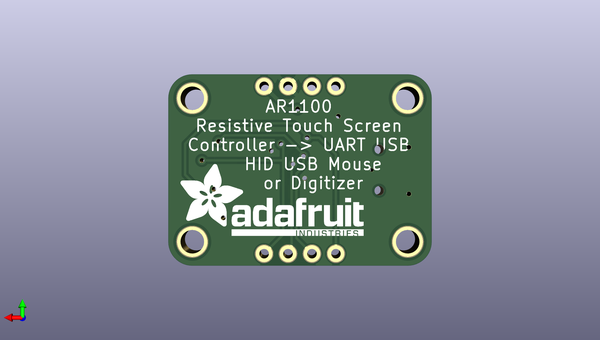 AR1100
Resistive Touch Screen
Controller -> UART USB
HID USB Mouse
or Digitizer
adafruit
INDUSTRIES